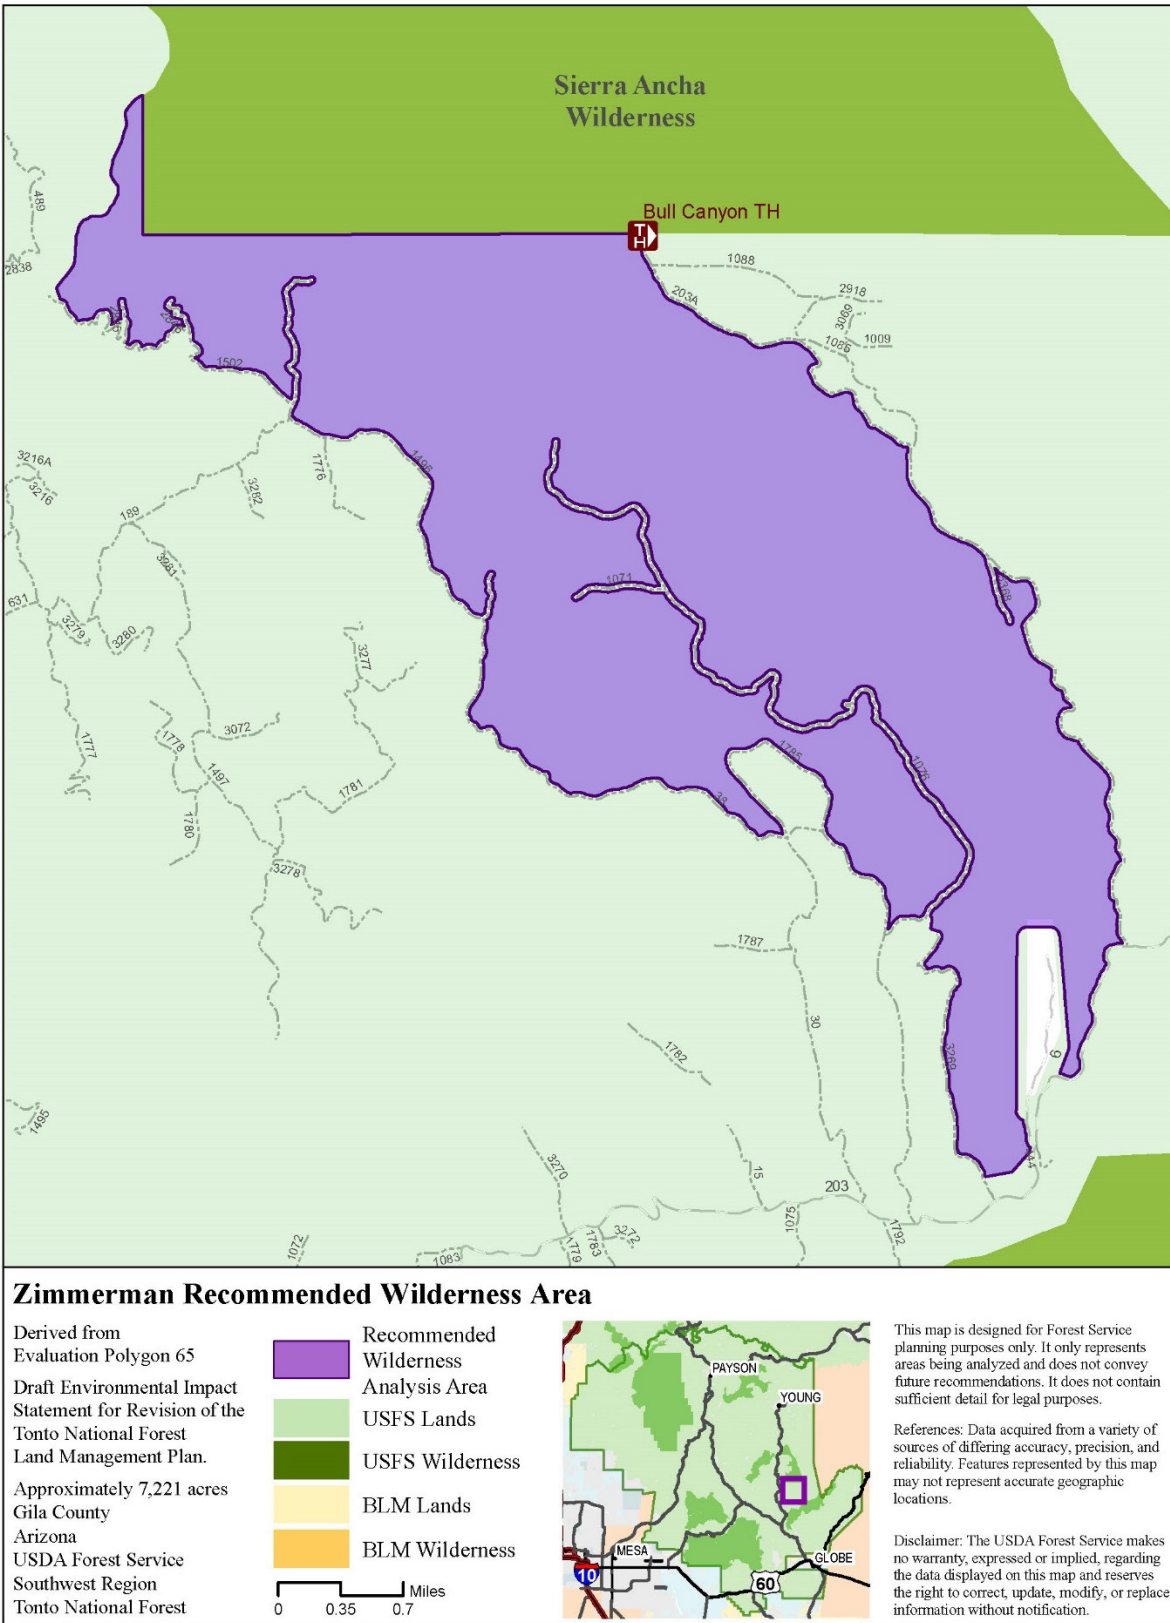 Sierra Ancha
Wilderness
Bull Canyon TH
TH
489
2838
1088
203A
2918
3069
1085
1009
1502
1496
3216A
3216
1776
3282
189
3281
631
3279
3280
1071
3277
1777
1778
3072
1497
1780
1781
3278
38
1785
1076
1787
30
1782
3269
6
44
1495
3270
15
203
1072
1083
1779
1783
3272
1075
1792
Zimmerman Recommended Wilderness Area
Derived from
Evaluation Polygon 65
Draft Environmental Impact
Statement for Revision of the
Tonto National Forest
Land Management Plan.
Approximately 7,221 acres
Gila County
Arizona
USDA Forest Service
Southwest Region
Tonto National Forest
Recommended
Wilderness
Analysis Area
USFS Lands
USFS Wilderness
BLM Lands
BLM Wilderness
Miles
0 0.35 0.7
PAYSON
YOUNG
MESA
GLOBE
10
60
This map is designed for Forest Service
planning purposes only. It only represents
areas being analyzed and does not convey
future recommendations. It does not contain
sufficient detail for legal purposes.
References: Data acquired from a variety of
sources of differing accuracy, precision, and
reliability. Features represented by this map
may not represent accurate geographic
locations.
Disclaimer: The USDA Forest Service makes
no warranty, expressed or implied, regarding
the data displayed on this map and reserves
the right to correct, update, modify, or replace
information without notification.